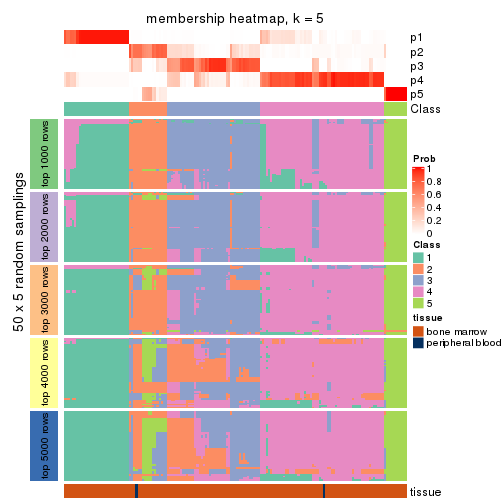 membership heatmap, k = 5
p1
p2
p3
p4
p5
Class
50 x 5 random samplings
top 1000 rows
top 2000 rows
top 3000 rows
top 4000 rows
top 5000 rows
tissue
Prob
1
0.8
0.6
0.4
0.2
0
Class
1
2
3
4
5
tissue
bone marrow
peripheral blood